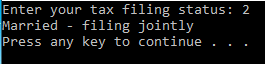 Enter your tax filing status: 2
Married - filing jointly
Press any key to continue . . .